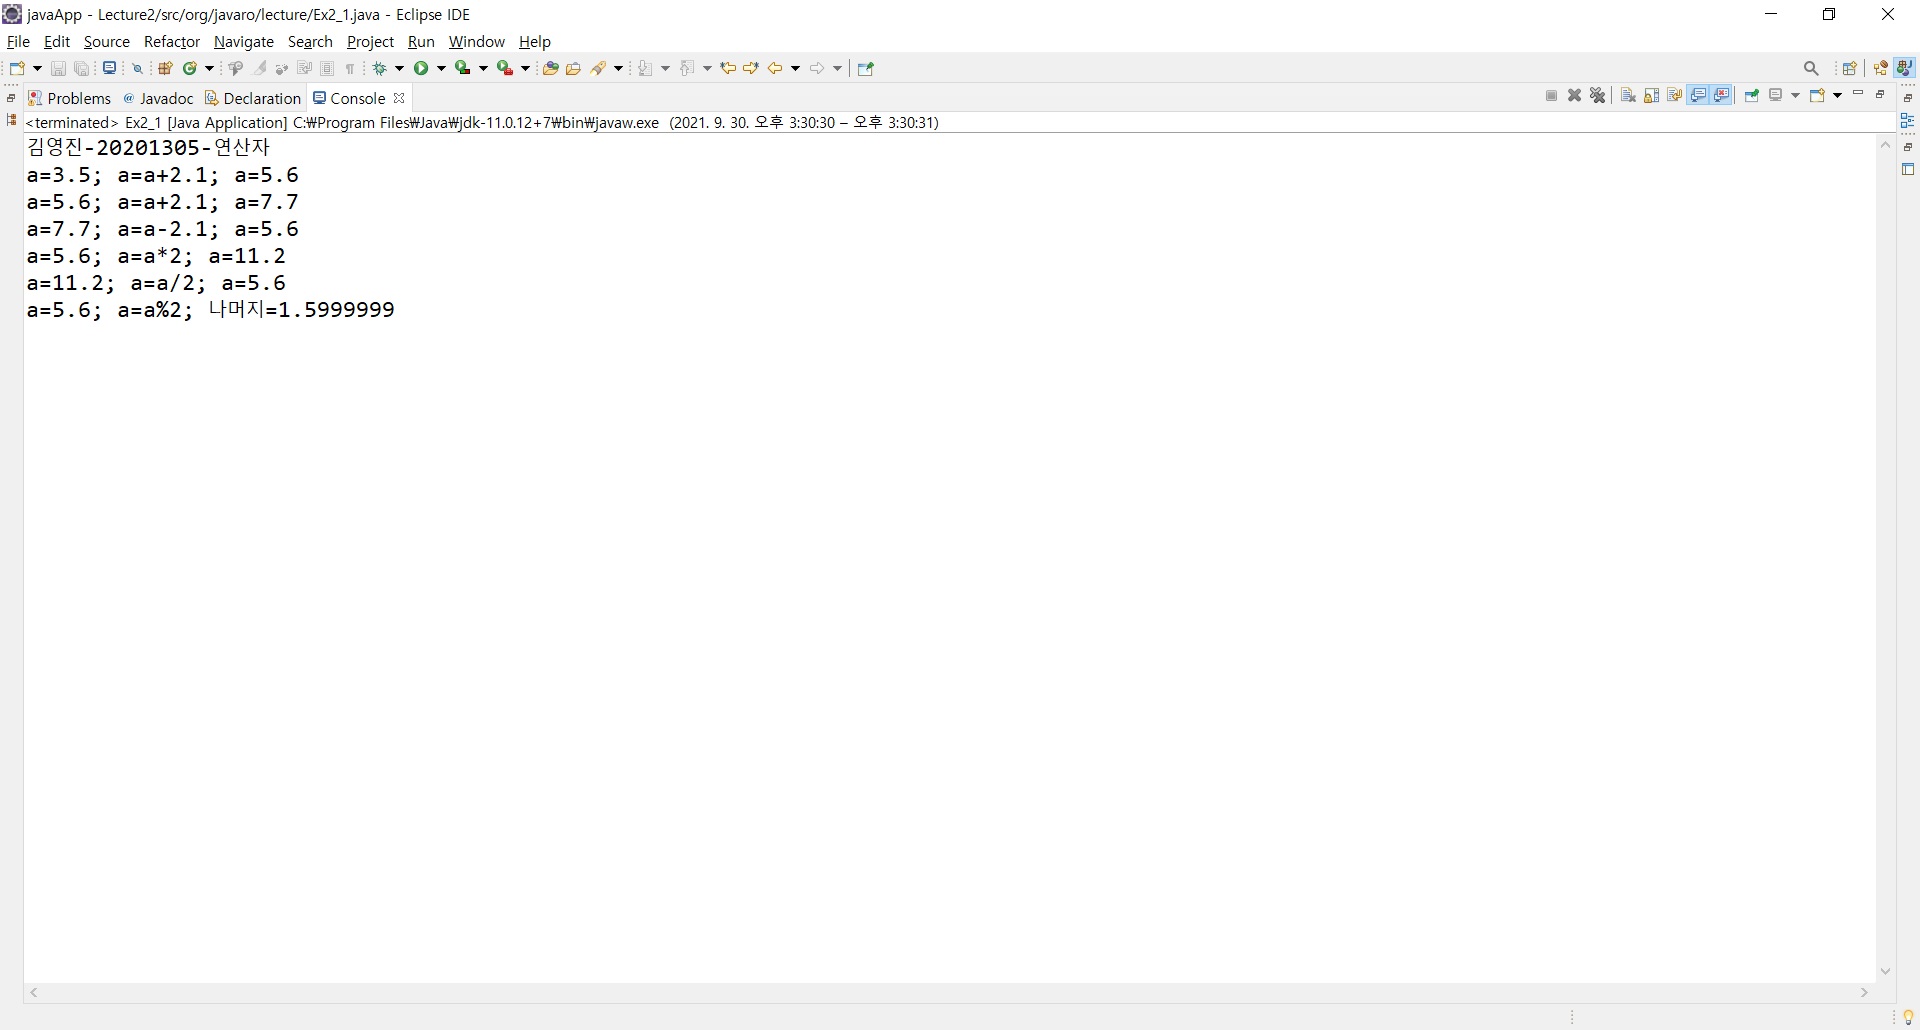 javaApp - Lecture2/src/org/javaro/lecture/Ex2_1.java - Eclipse IDE
File Edit Source Refactor Navigate Search Project Run Window Help
Problems @ Javadoc Declaration Console
<terminated> Ex2_1 [Java Application] C:₩Program Files₩Java₩jdk-11.0.12+7₩bin₩javaw.exe (2021. 9. 30. 오후 3:30:30 – 오후 3:30:31)
김영진-20201305-연산자
a=3.5; a=a+2.1; a=5.6
a=5.6; a=a+2.1; a=7.7
a=7.7; a=a-2.1; a=5.6
a=5.6; a=a*2; a=11.2
a=11.2; a=a/2; a=5.6
a=5.6; a=a%2; 나머지=1.5999999